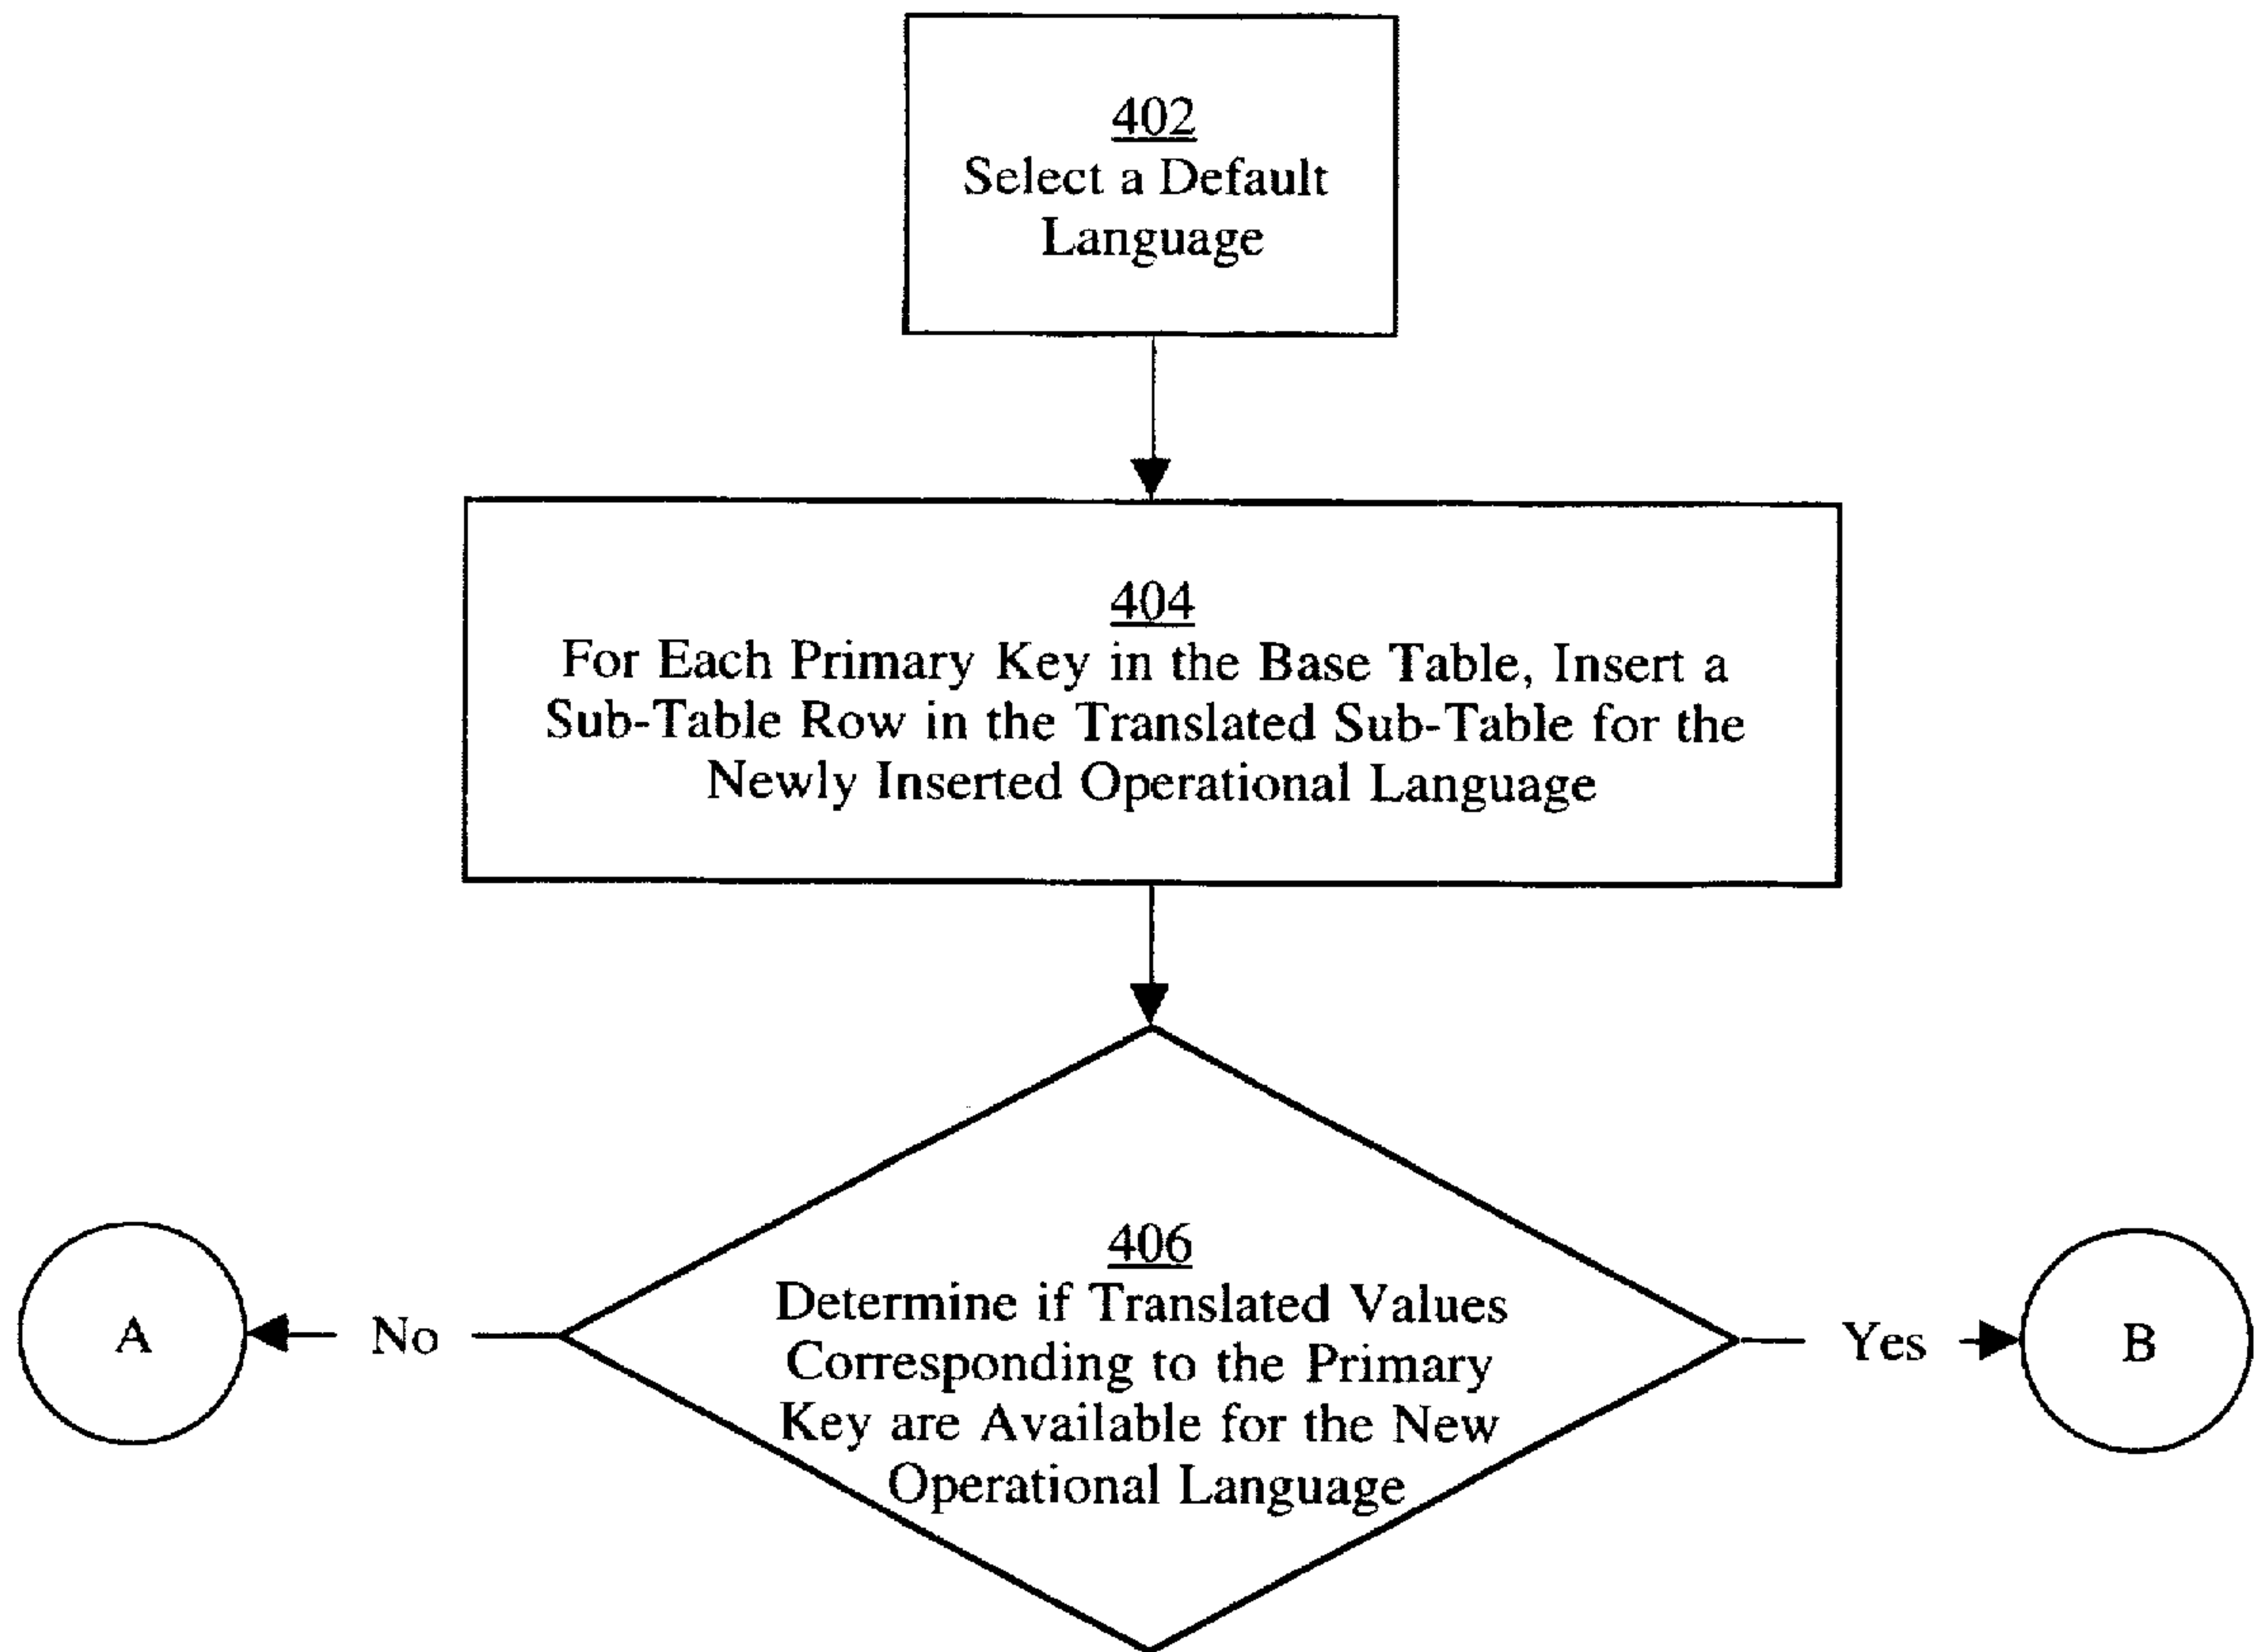 402
Select a Default
Language
404
For Each Primary Key in the Base Table, Insert a
Sub-Table Row in the Translated Sub-Table for the
Newly Inserted Operational Language
406
Determine if Translated Values
Corresponding to the Primary
Key are Available for the New
Operational Language
A
No
Yes
B